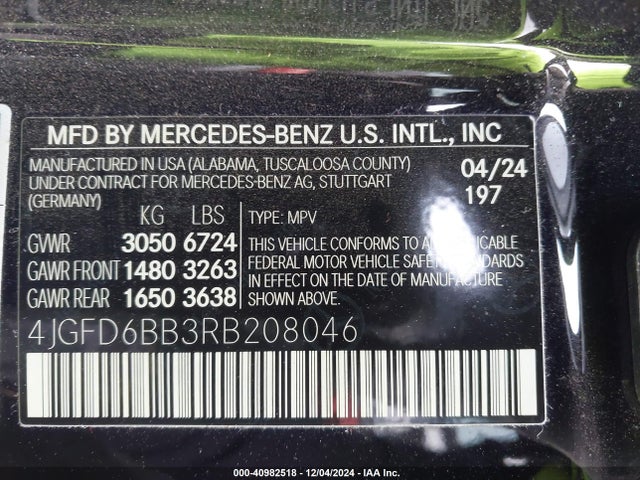 MFD BY MERCEDES-BENZ U.S. INTL., INC
MANUFACTURED IN USA (ALABAMA, TUSCALOOSA COUNTY)
UNDER CONTRACT FOR MERCEDES-BENZ AG, STUTTGART
(GERMANY)
04/24
197
KG LBS
GVWR 3050 6724
GAWR FRONT 1480 3263
GAWR REAR 1650 3638
TYPE: MPV
THIS VEHICLE CONFORMS TO ALL APPLICABLE
FEDERAL MOTOR VEHICLE SAFETY STANDARDS
IN EFFECT ON THE DATE OF MANUFACTURE
SHOWN ABOVE.
4JGFD6BB3RB208046
000-40982518 - 12/04/2024 - IAA Inc.